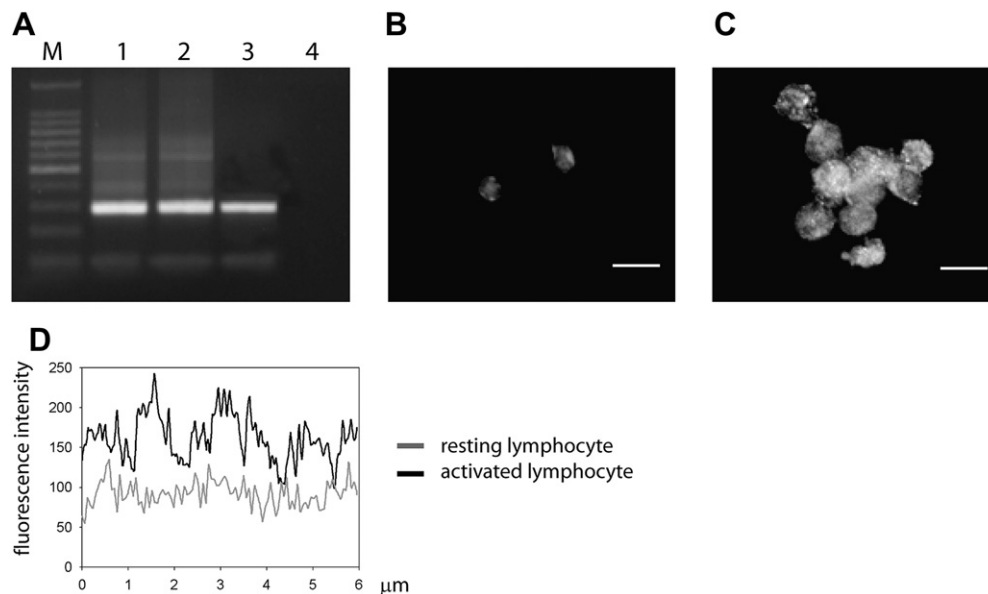 A
M 1 2 3 4
B
C
D
fluorescence intensity
250
200
150
100
50
0
0 1 2 3 4 5 6
μm
resting lymphocyte
activated lymphocyte